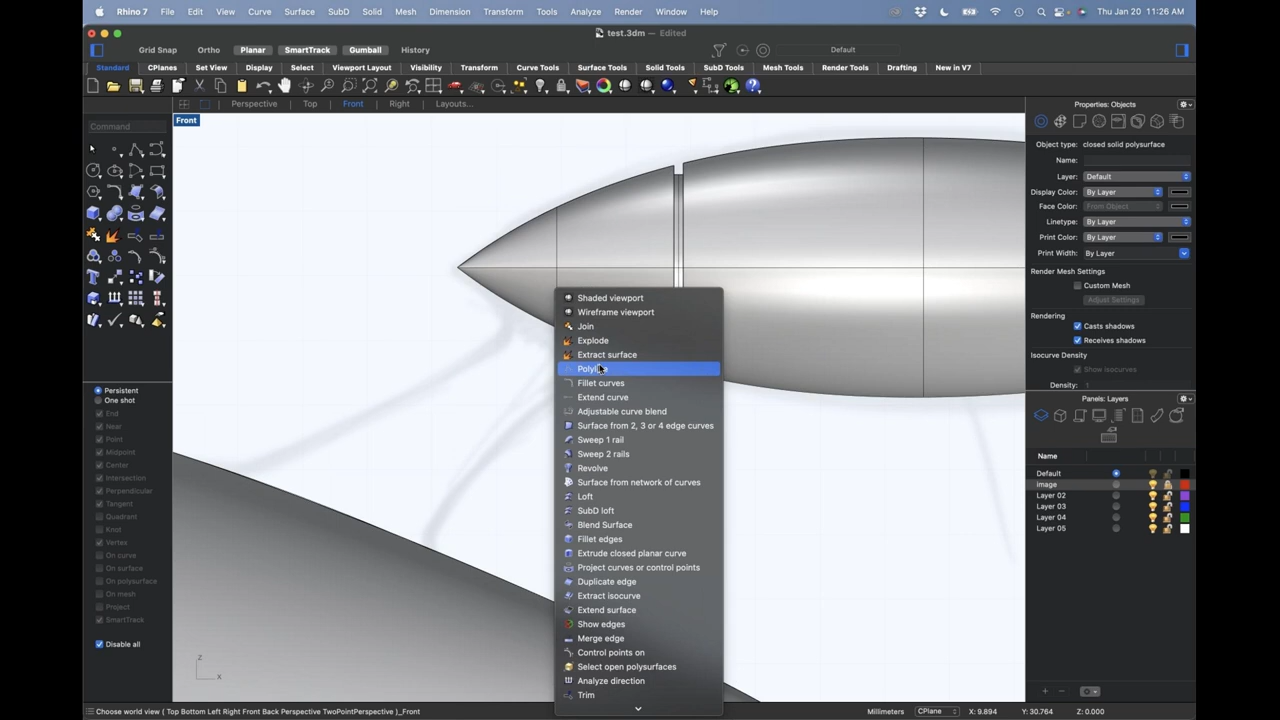 Rhino 7 File Edit View Curve Surface SubD Solid Mesh Dimension Transform Tools Analyze Render Window Help Thu Jan 20 11:26 AM
test.3dm — Edited
Grid Snap Ortho Planar SmartTrack Gumball History Default
Standard CPlanes Set View Display Select Viewport Layout Visibility Transform Curve Tools Surface Tools Solid Tools SubD Tools Mesh Tools Render Tools Drafting New in V7
Perspective Top Front Right Layouts...
Command
Front
Persistent
One shot
End
Near
Point
Midpoint
Center
Intersection
Perpendicular
Tangent
Quadrant
Knot
Vertex
On curve
On surface
On polysurface
On mesh
Project
SmartTrack
Disable all
z
x
Shaded viewport
Wireframe viewport
Join
Explode
Extract surface
Fillet curves
Extend curve
Adjustable curve blend
Surface from 2, 3 or 4 edge curves
Sweep 1 rail
Sweep 2 rails
Revolve
Surface from network of curves
Loft
SubD loft
Blend Surface
Fillet edges
Extrude closed planar curve
Project curves or control points
Duplicate edge
Extract isocurve
Extend surface
Show edges
Merge edge
Control points on
Select open polysurfaces
Analyze direction
Trim
Properties: Objects
Object type: closed solid polysurface
Name:
Layer: Default
Display Color: By Layer
Face Color: From Object
Linetype: By Layer
Print Color: By Layer
Print Width: By Layer
Render Mesh Settings
Custom Mesh
Adjust Settings
Rendering
Casts shadows
Receives shadows
Isocurve Density
Show isocurves
Density: 1
Panels: Layers
Name
Default
image
Layer 02
Layer 03
Layer 04
Layer 05
Choose world view ( Top Bottom Left Right Front Back Perspective TwoPointPerspective )_Front Millimeters CPlane X: 9.894 Y: 30.764 Z: 0.000